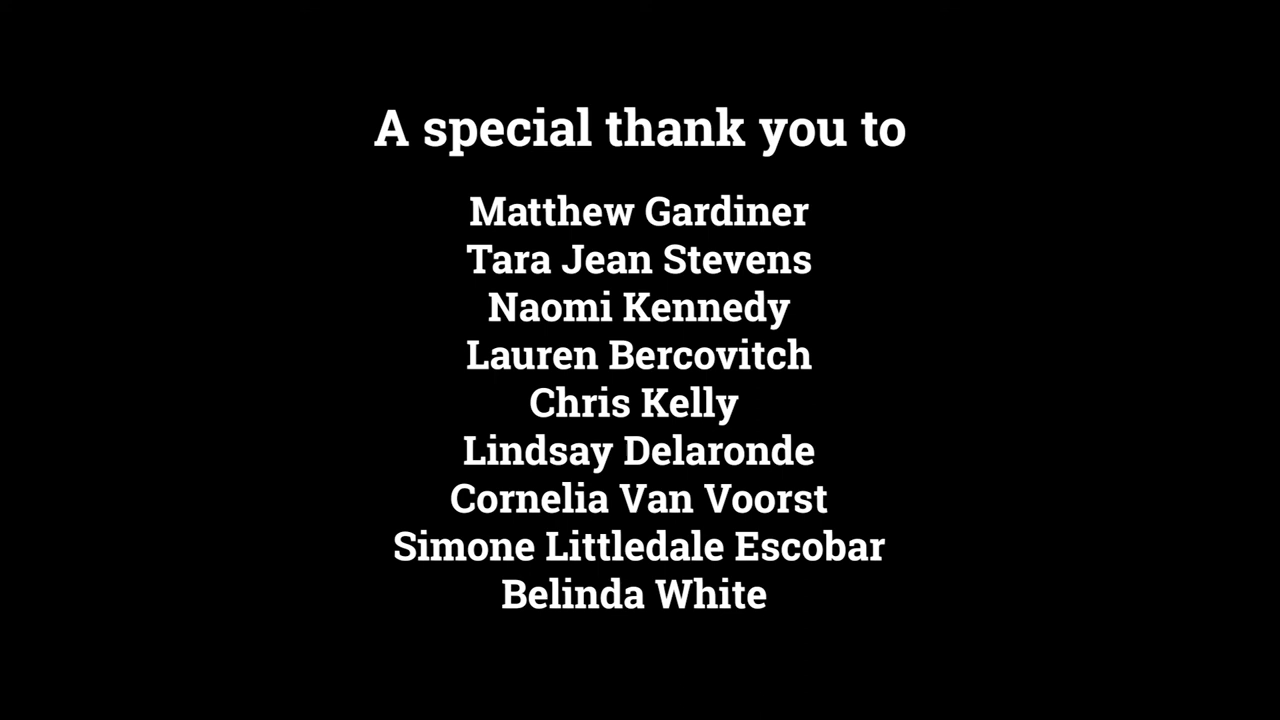 A special thank you to
Matthew Gardiner
Tara Jean Stevens
Naomi Kennedy
Lauren Bercovitch
Chris Kelly
Lindsay Delaronde
Cornelia Van Voorst
Simone Littledale Escobar
Belinda White